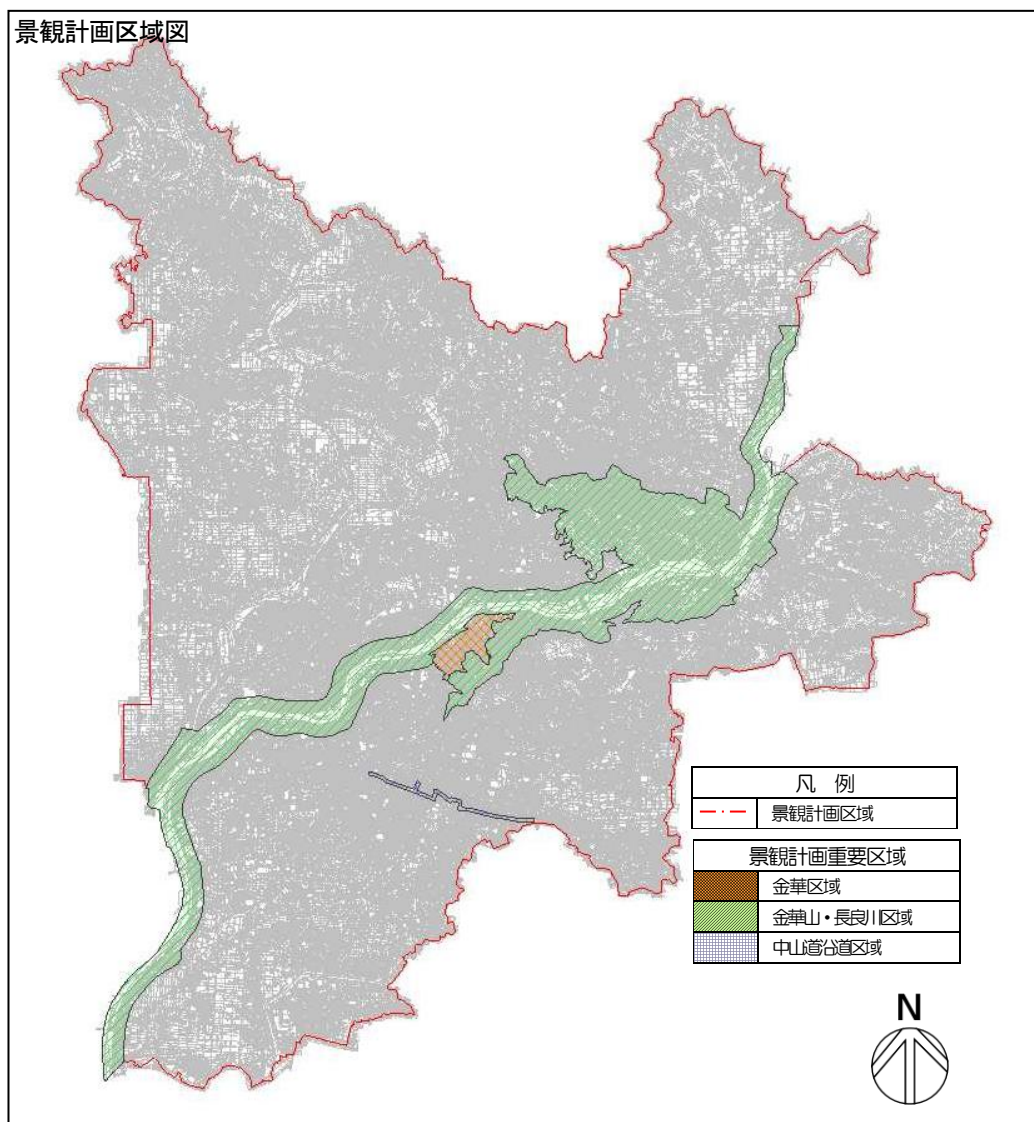 景観計画区域図
凡 例
景観計画区域
景観計画重要区域
金華区域
金華山・長良川区域
中山道沿道区域
N